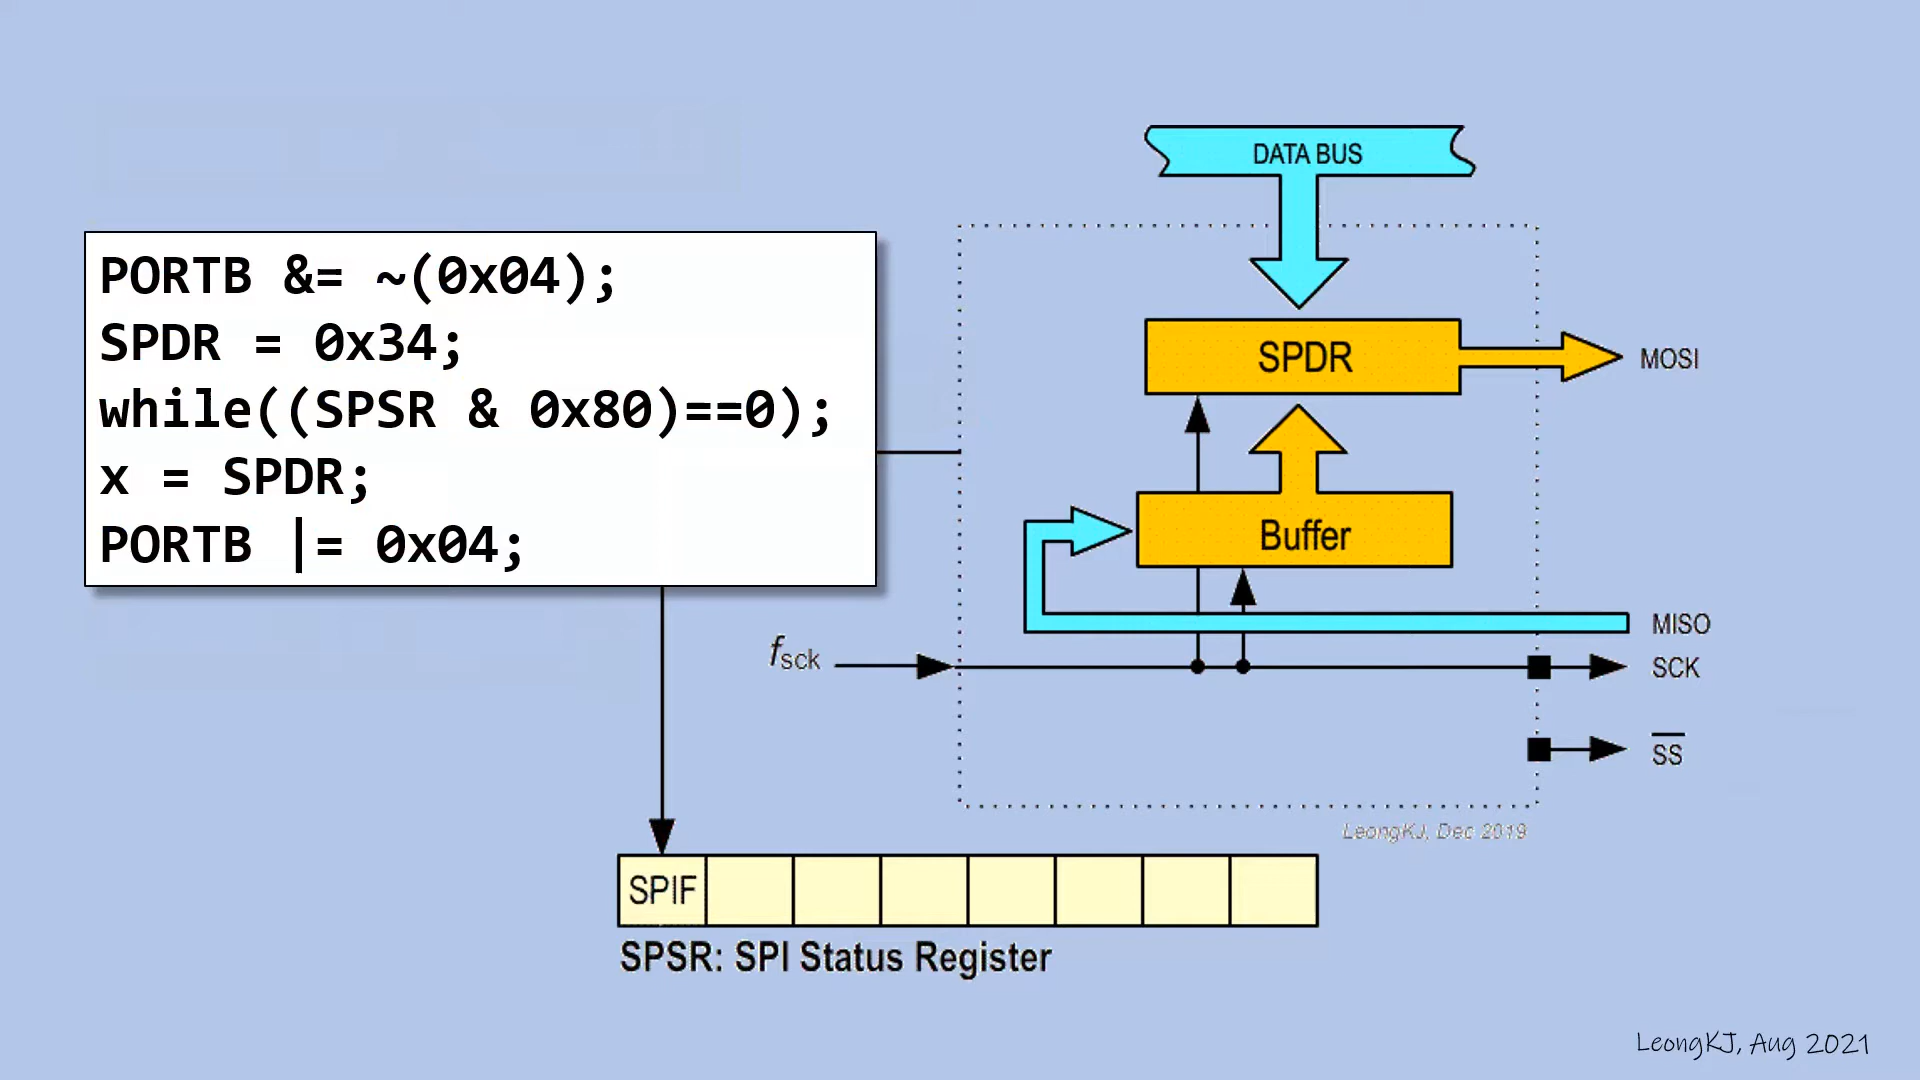 PORTB &= ~(0x04);
SPDR = 0x34;
while((SPSR & 0x80)==0);
x = SPDR;
PORTB |= 0x04;
DATA BUS
SPDR
MOSI
Buffer
MISO
fSCK
SCK
SS
LeongKJ, Dec 2019
SPIF
SPSR: SPI Status Register
LeongKJ, Aug 2021